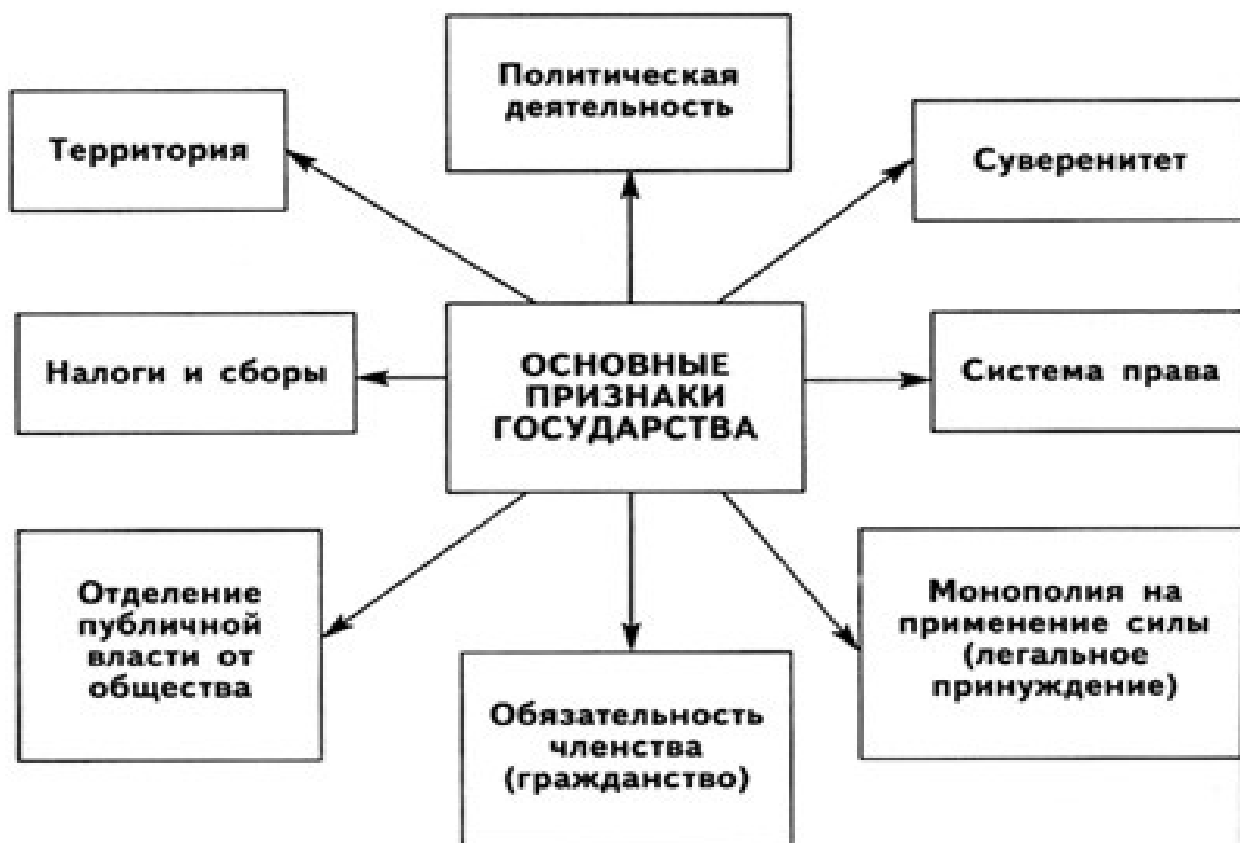 Политическая
деятельность
Территория
Суверенитет
Налоги и сборы
ОСНОВНЫЕ
ПРИЗНАКИ
ГОСУДАРСТВА
Система права
Отделение
публичной
власти от
общества
Обязательность
членства
(гражданство)
Монополия на
применение силы
(легальное
принуждение)